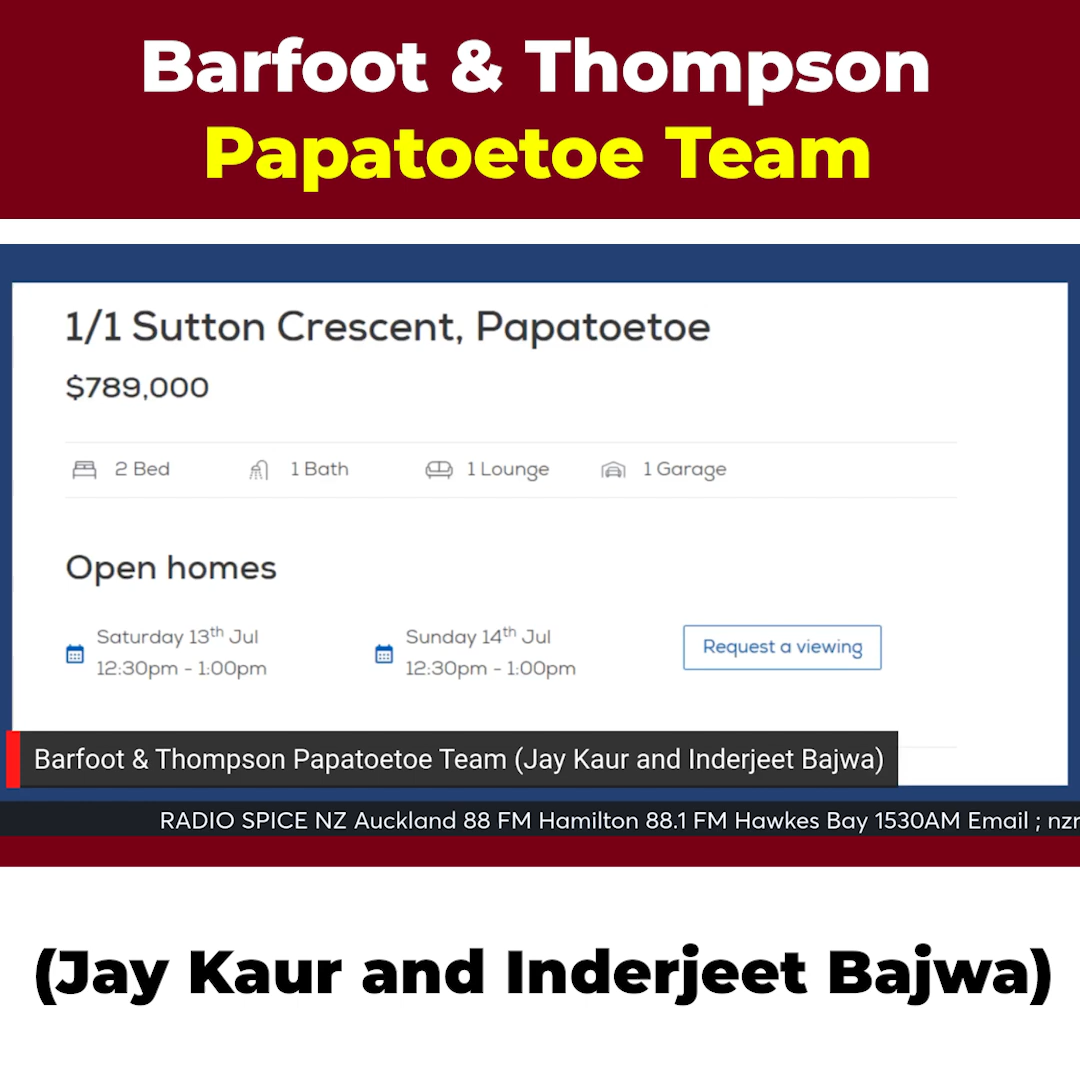 Barfoot & Thompson
Papatoetoe Team
1/1 Sutton Crescent, Papatoetoe
$789,000
2 Bed 1 Bath 1 Lounge 1 Garage
Open homes
Saturday 13th Jul Sunday 14th Jul
Request a viewing
12:30pm - 1:00pm 12:30pm - 1:00pm
Barfoot & Thompson Papatoetoe Team (Jay Kaur and Inderjeet Bajwa)
RADIO SPICE NZ Auckland 88 FM Hamilton 88.1 FM Hawkes Bay 1530AM Email ; nzr
(Jay Kaur and Inderjeet Bajwa)